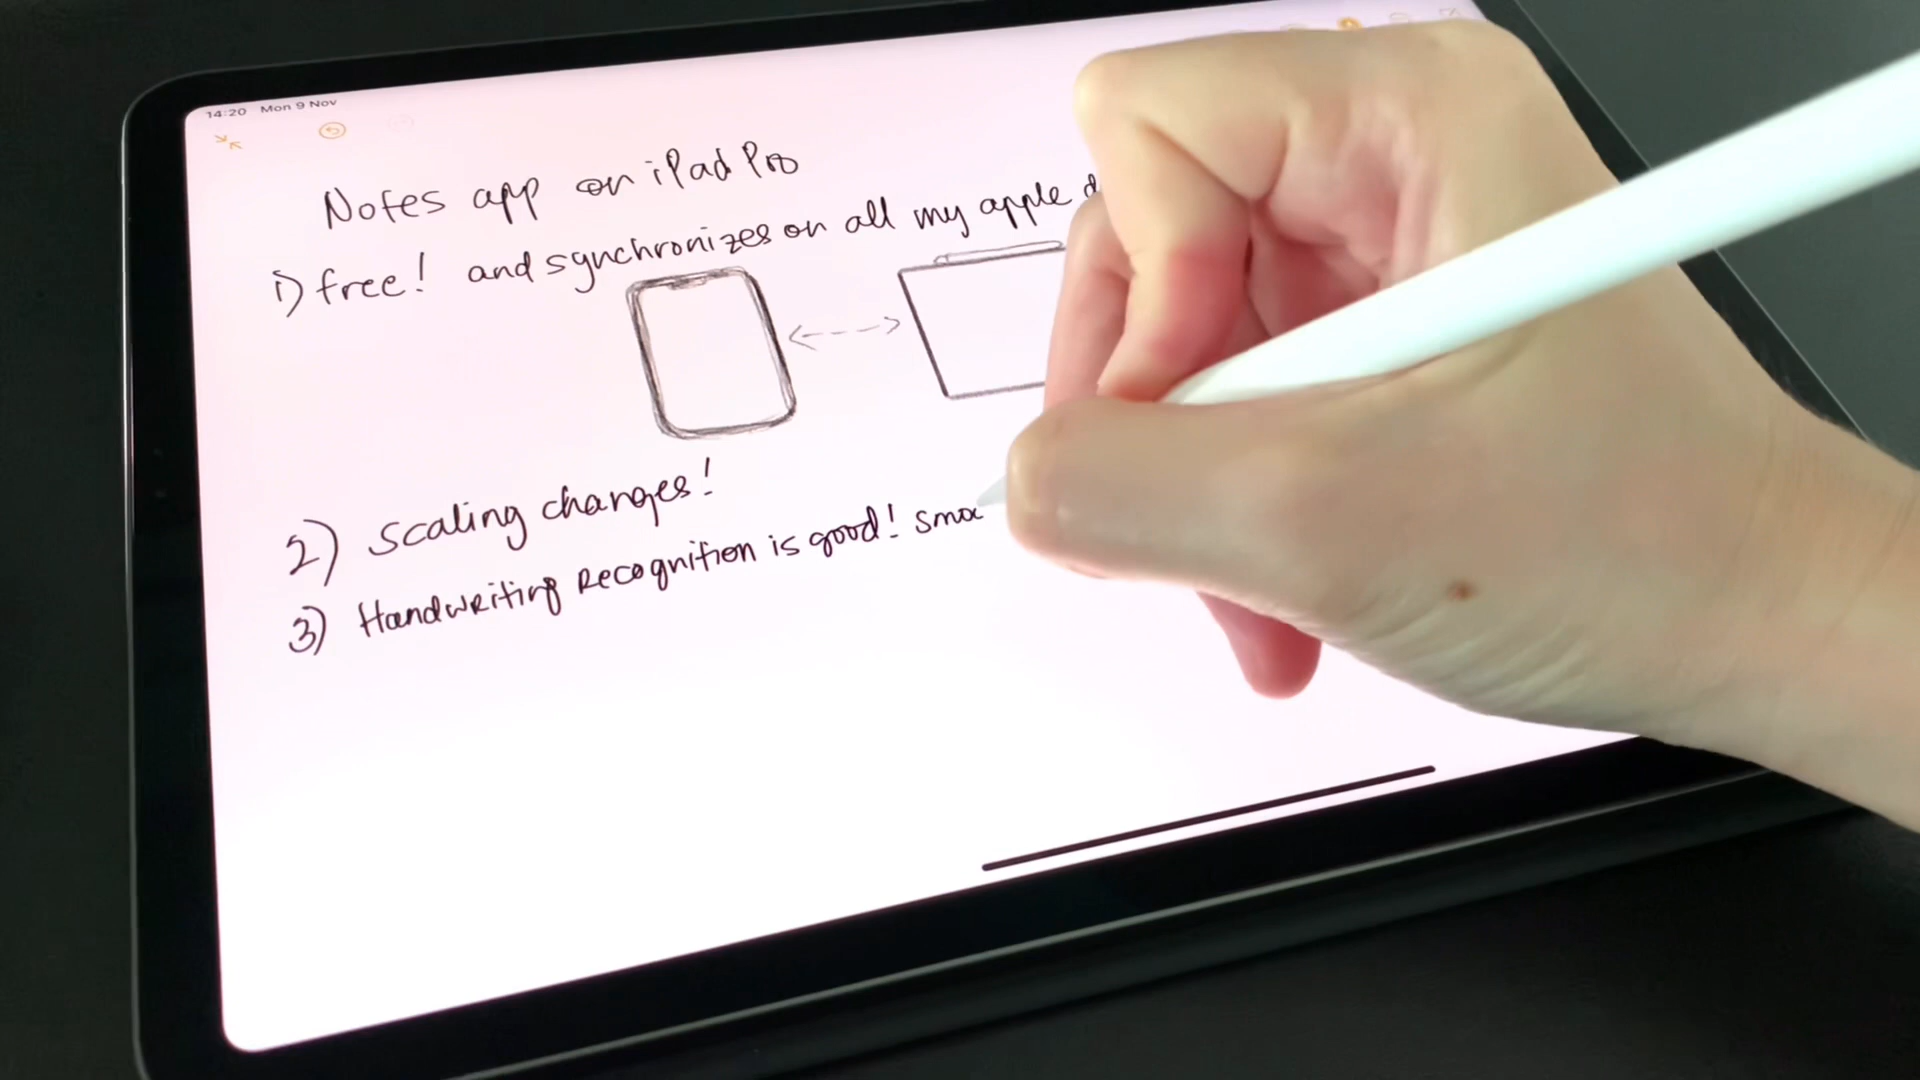 14:20 Mon 9 Nov
Notes app on iPad Pro
1) free! and synchronizes on all my apple
2) scaling changes!
3) Handwriting Recognition is good! smo